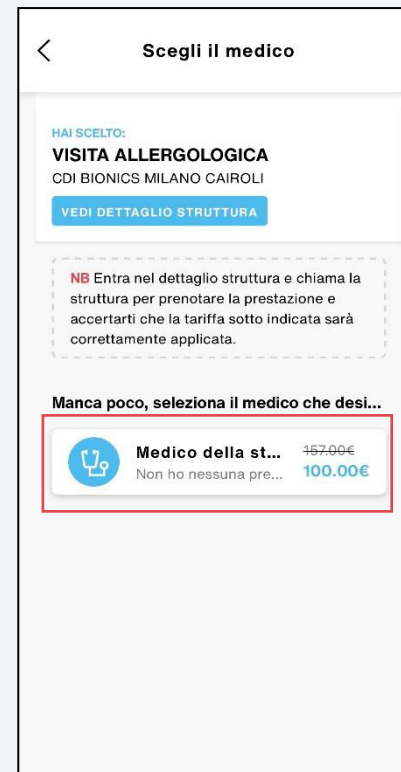 Scegli il medico
HAI SCELTO:
VISITA ALLERGOLOGICA
CDI BIONICS MILANO CAIROLI
VEDI DETTAGLIO STRUTTURA
NB Entra nel dettaglio struttura e chiama la
struttura per prenotare la prestazione e
accertarti che la tariffa sotto indicata sarà
correttamente applicata.
Manca poco, seleziona il medico che desi...
Medico della st... 157.00€
Non ho nessuna pre... 100.00€